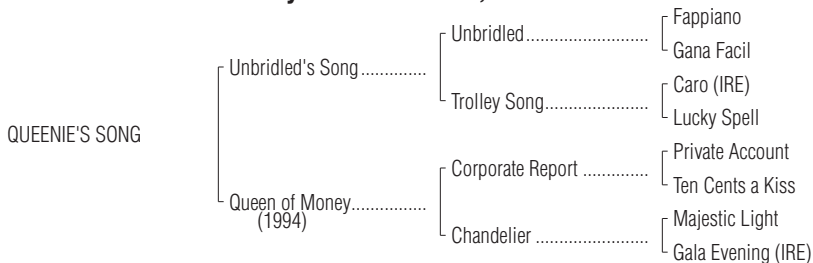 Fappiano
Unbridled
Gana Facil
Unbridled's Song
Caro (IRE)
Trolley Song
Lucky Spell
QUEENIE'S SONG
Private Account
Corporate Report
Ten Cents a Kiss
Queen of Money
(1994)
Majestic Light
Chandelier
Gala Evening (IRE)